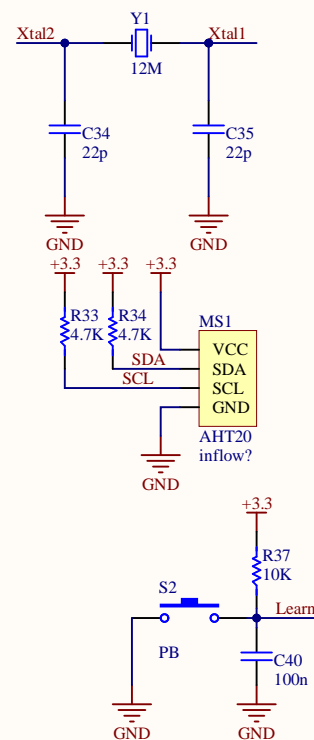 Y1
Xtal2
Xtal1
12M
C34
22p
C35
22p
GND
GND
+3.3
+3.3
+3.3
R33
4.7K
R34
4.7K
MS1
VCC
SDA
SDA
SCL
SCL
GND
AHT20
inflow?
GND
+3.3
R37
10K
S2
Learn
PB
C40
100n
GND
GND